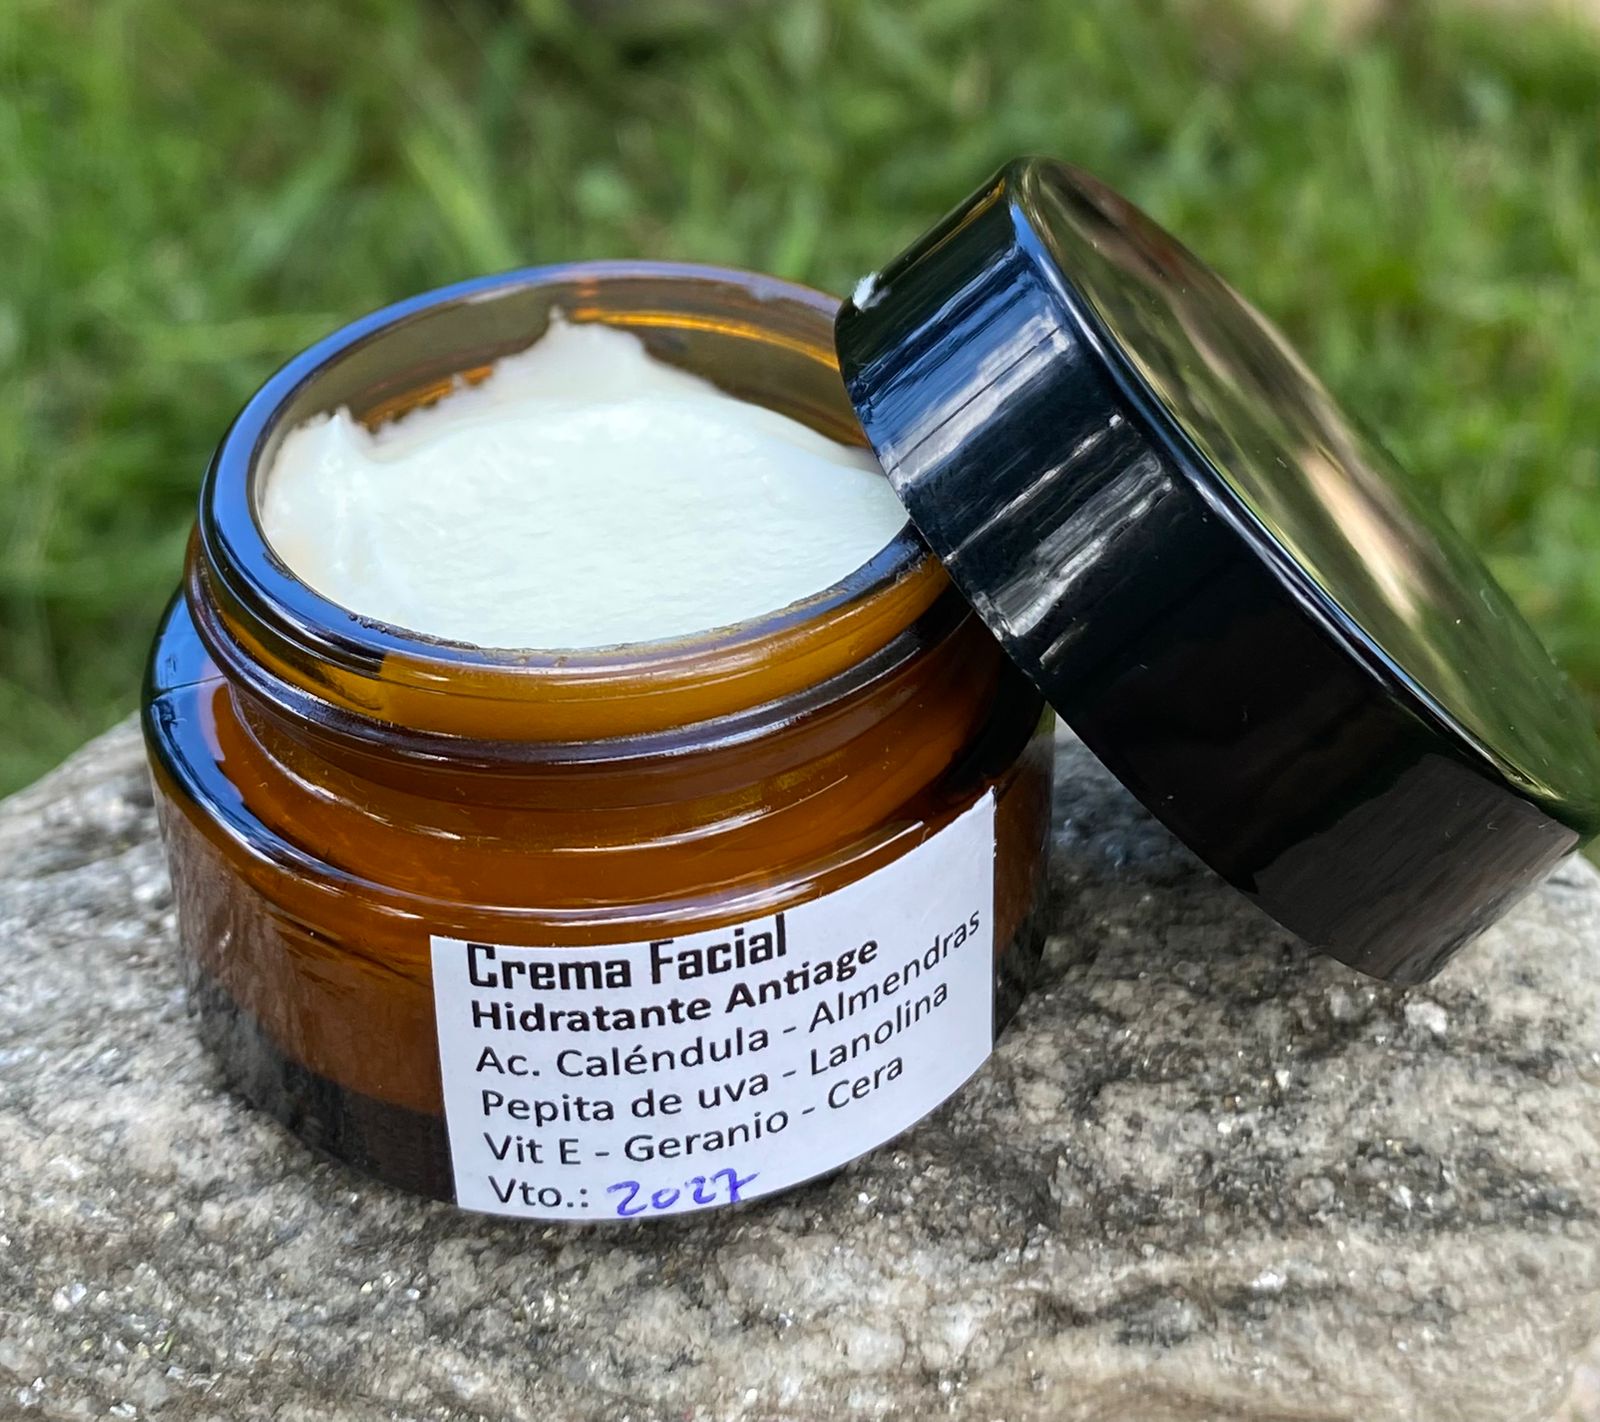 Crema Facial
Hidratante Antiage
Ac. Caléndula - Almendras
Pepita de uva - Lanolina
Vit E - Geranio - Cera
Vto.: 2027